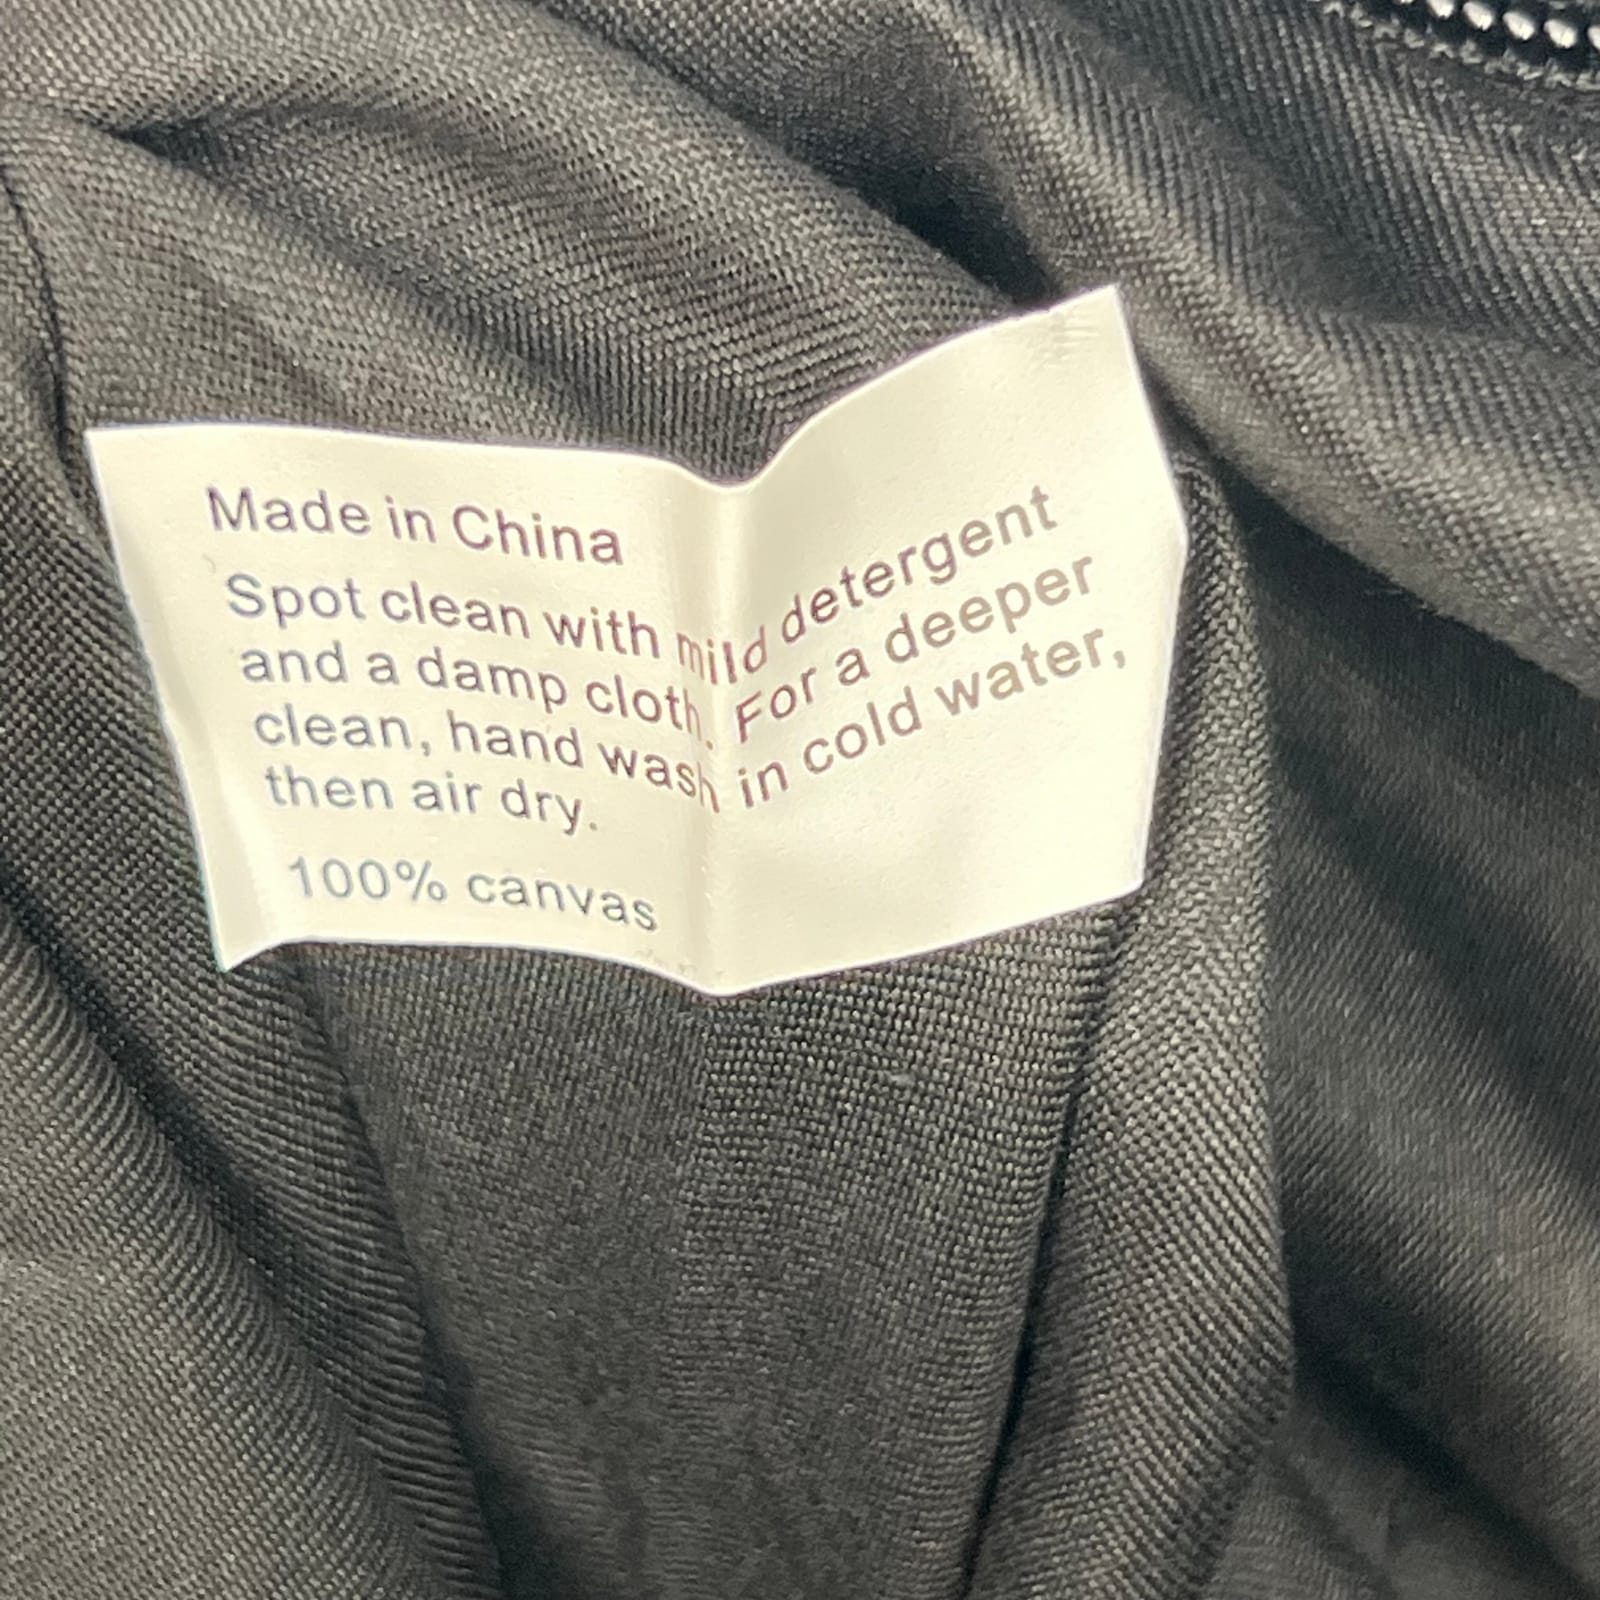 Made in China
Spot clean with mild detergent
and a damp cloth. For a deeper
clean, hand wash in cold water,
then air dry.
100% canvas